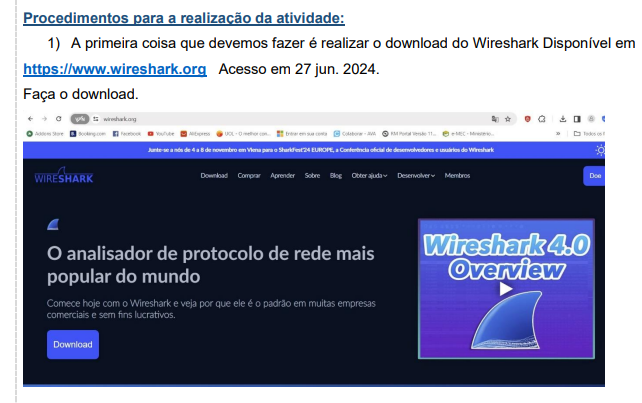 Procedimentos para a realização da atividade:
1) A primeira coisa que devemos fazer é realizar o download do Wireshark Disponível em
https://www.wireshark.org Acesso em 27 jun. 2024.
Faça o download.
wireshark.org
Addons Store Booking.com Facebook YouTube AliExpress UOL - O melhor con... Entrar em sua conta Colaborar - AVA RM Portal Versão 11... e-MEC - Ministério... » Todos os f
Junte-se a nós de 4 a 8 de novembro em Viena para o SharkFest'24 EUROPE, a Conferência oficial de desenvolvedores e usuários do Wireshark
WIRESHARK Download Comprar Aprender Sobre Blog Obter ajuda Desenvolver Membros Doe
O analisador de protocolo de rede mais
popular do mundo
Comece hoje com o Wireshark e veja por que ele é o padrão em muitas empresas
comerciais e sem fins lucrativos.
Download
Wireshark 4.0
Overview